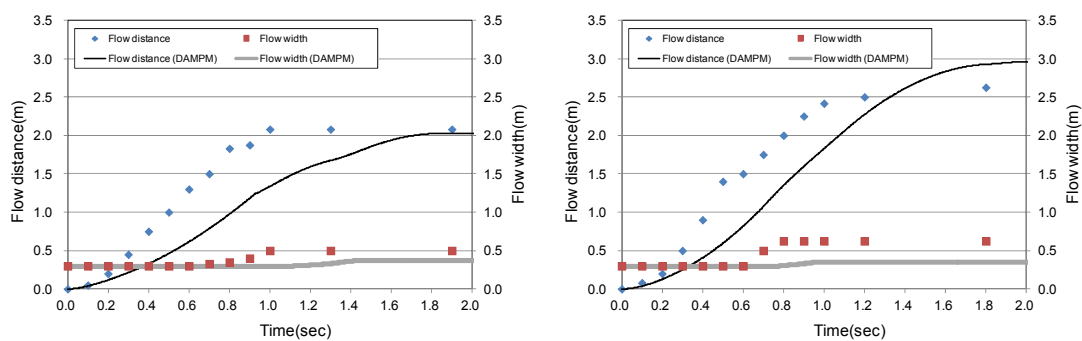 3.5
3.0
2.5
2.0
1.5
1.0
0.5
0.0
Flow distance(m)
Flow distance
Flow width
Flow distance (DAMPM)
Flow width (DAMPM)
3.5
3.0
2.5
2.0
1.5
1.0
0.5
0.0
Flow width(m)
0.0 0.2 0.4 0.6 0.8 1.0 1.2 1.4 1.6 1.8 2.0
Time(sec)
3.5
3.0
2.5
2.0
1.5
1.0
0.5
0.0
Flow distance(m)
Flow distance
Flow width
Flow distance (DAMPM)
Flow width (DAMPM)
3.5
3.0
2.5
2.0
1.5
1.0
0.5
0.0
Flow width(m)
0.0 0.2 0.4 0.6 0.8 1.0 1.2 1.4 1.6 1.8 2.0
Time(sec)